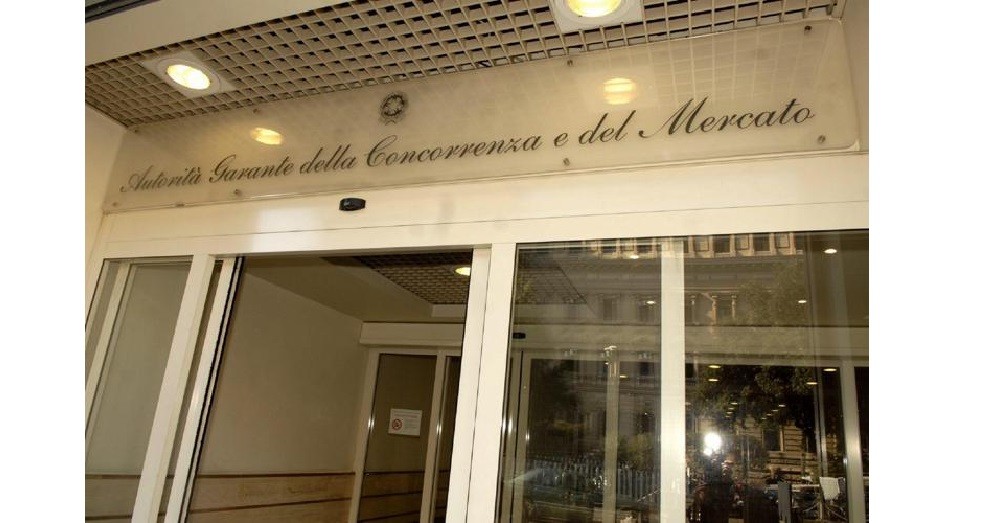 Autorità Garante della Concorrenza e del Mercato